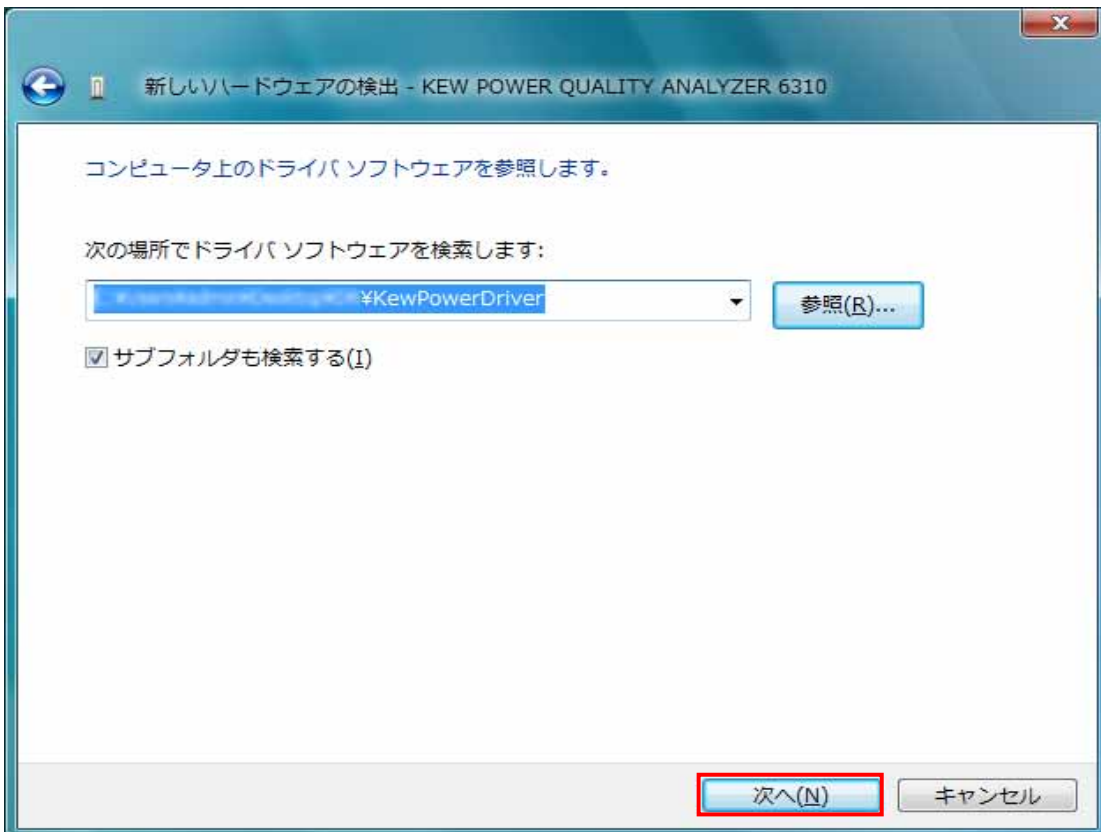 新しいハードウェアの検出 - KEW POWER QUALITY ANALYZER 6310
コンピュータ上のドライバ ソフトウェアを参照します。
次の場所でドライバ ソフトウェアを検索します:
¥KewPowerDriver
参照(R)...
サブフォルダも検索する(I)
次へ(N)
キャンセル